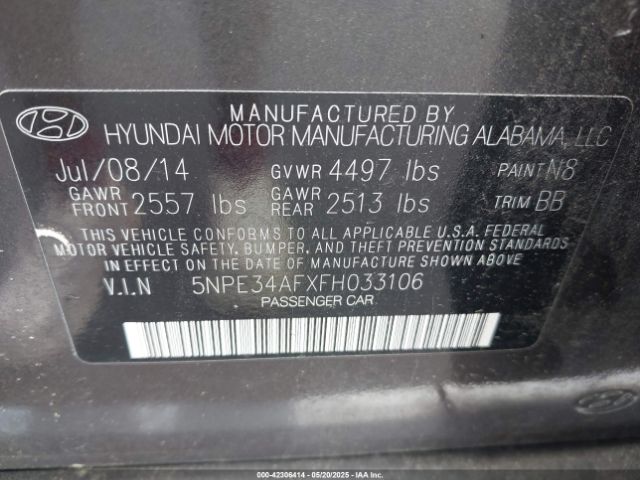 MANUFACTURED BY
HYUNDAI MOTOR MANUFACTURING ALABAMA, LLC
Jul/08/14 GVWR 4497 lbs PAINT N8
GAWR FRONT 2557 lbs GAWR REAR 2513 lbs TRIM BB
THIS VEHICLE CONFORMS TO ALL APPLICABLE U.S.A. FEDERAL
MOTOR VEHICLE SAFETY, BUMPER, AND THEFT PREVENTION STANDARDS
IN EFFECT ON THE DATE OF MANUFACTURE SHOWN ABOVE.
V.I.N 5NPE34AFXFH033106
PASSENGER CAR
000-42306414 - 05/20/2025 - IAAI.COM